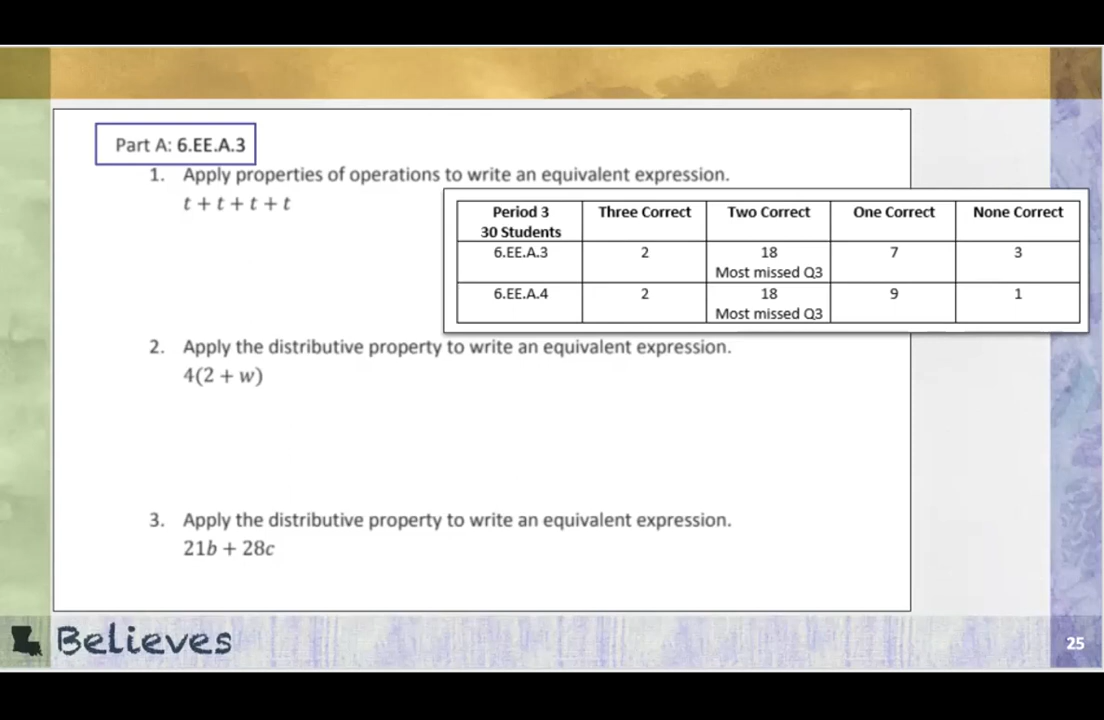 Part A: 6.EE.A.3
1. Apply properties of operations to write an equivalent expression.
t + t + t + t
Period 3 30 Students Three Correct Two Correct One Correct None Correct
6.EE.A.3 2 18 Most missed Q3 7 3
6.EE.A.4 2 18 Most missed Q3 9 1
2. Apply the distributive property to write an equivalent expression.
4(2 + w)
3. Apply the distributive property to write an equivalent expression.
21b + 28c
Believes
25